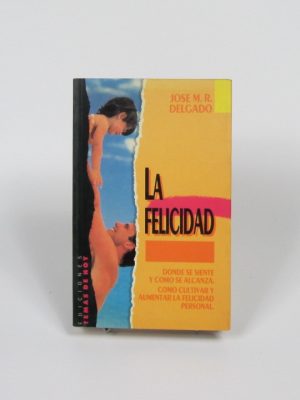 JOSE M. R.
DELGADO
LA
FELICIDAD
DONDE SE SIENTE
Y COMO SE ALCANZA.
COMO CULTIVAR Y
AUMENTAR LA FELICIDAD
PERSONAL.
EDICIONES
TEMAS DE HOY